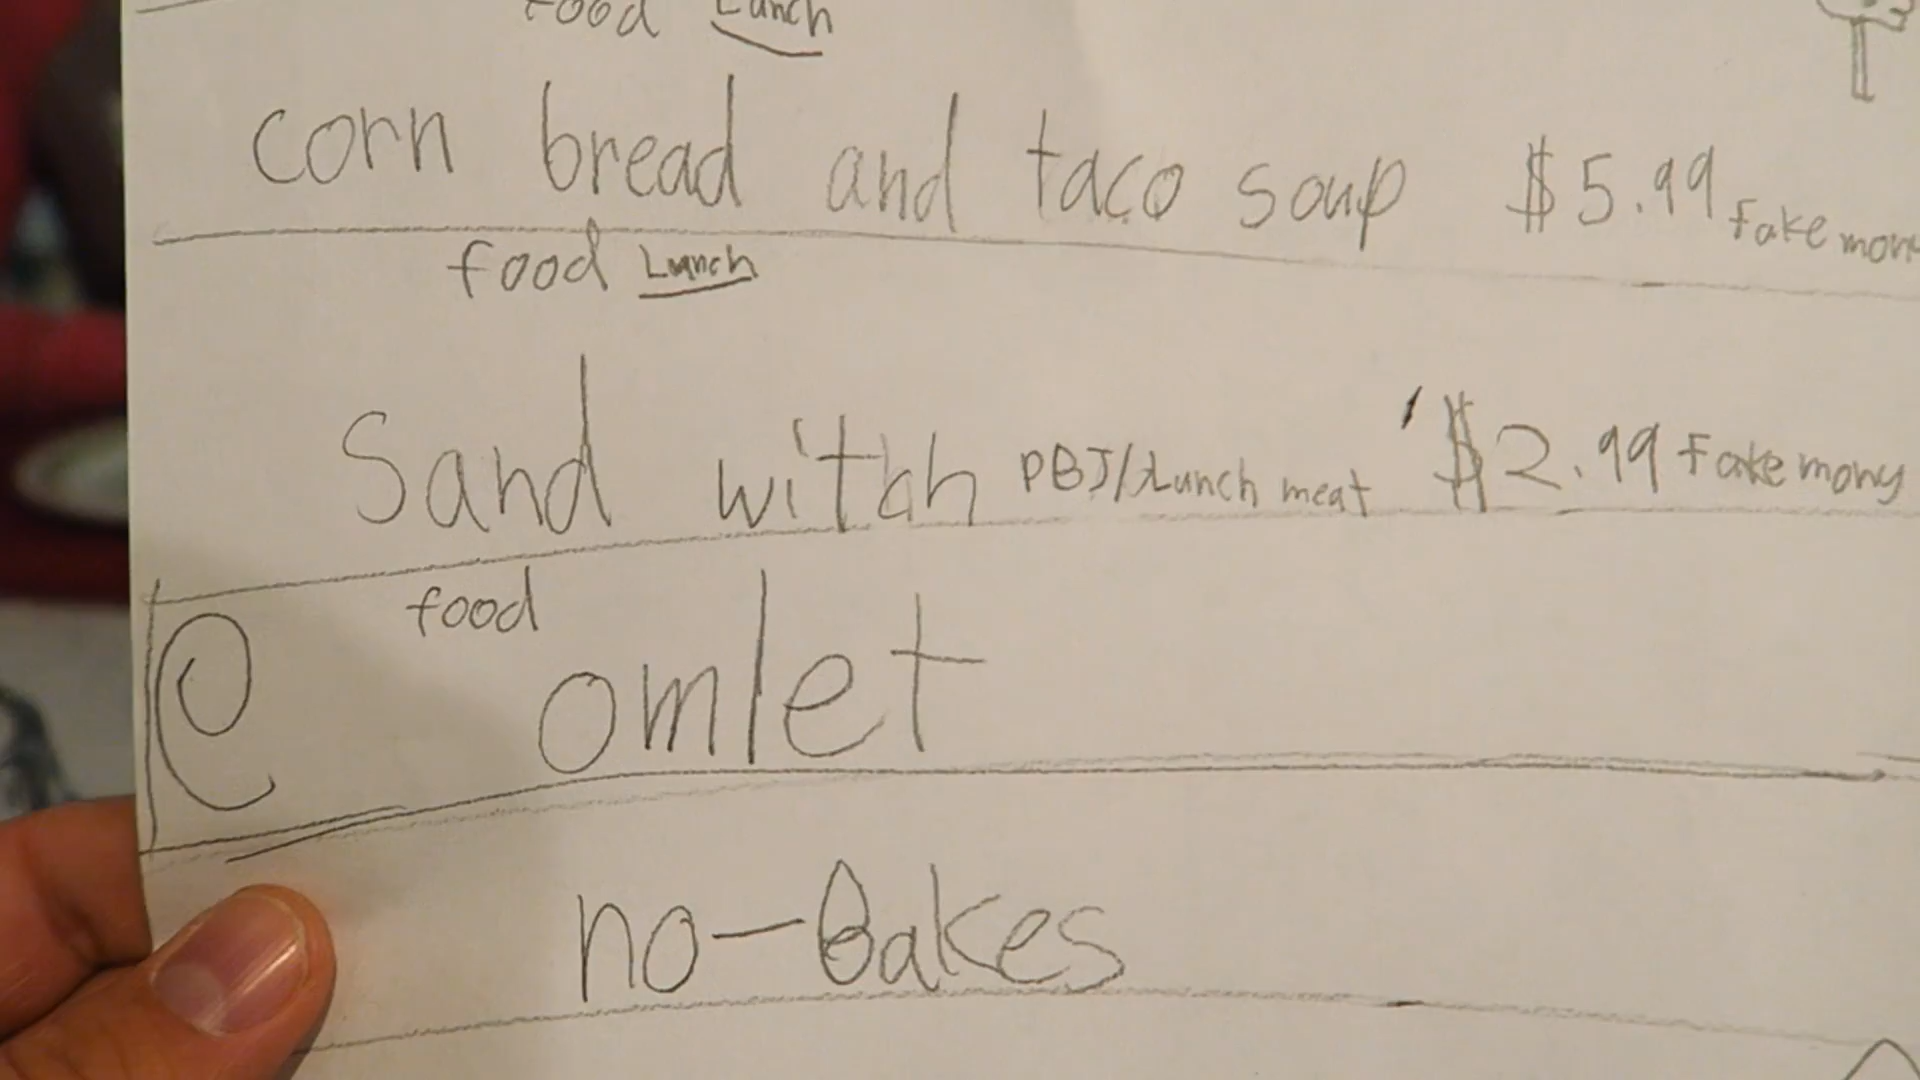 food Lunch
corn bread and taco soup $5.99 fake mony
food Lunch
Sand witch PBJ/Lunch meat $2.99 Fake mony
food
e omlet
no-Bakes